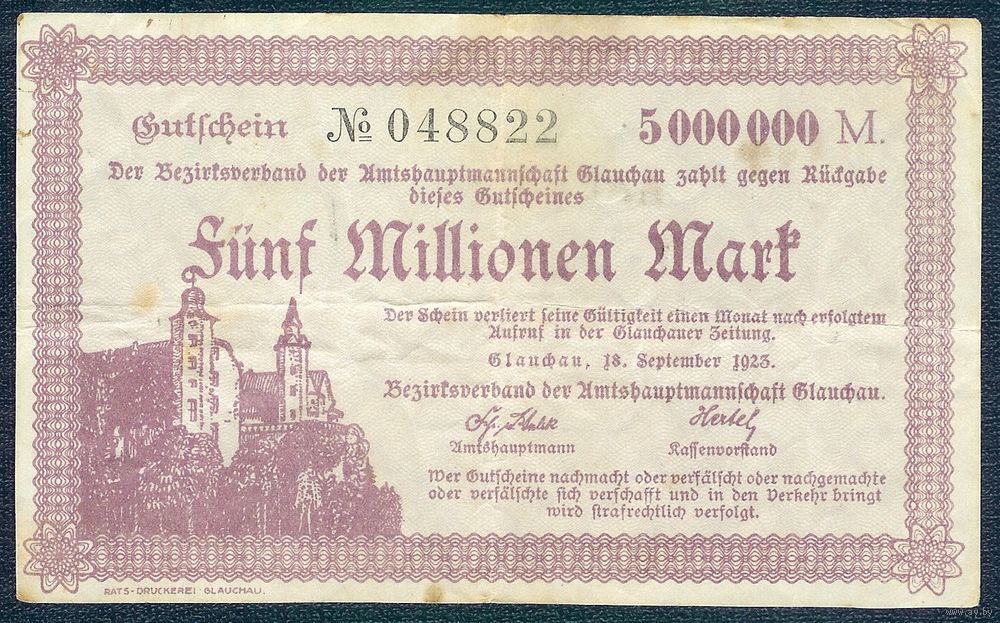 Gutschein № 048822 5000000 M.
Der Bezirksverband der Amtshauptmannschaft Glauchau zahlt gegen Rückgabe
dieses Gutscheines
Fünf Millionen Mark
Der Schein verliert seine Gültigkeit einen Monat nach erfolgtem
Aufruf in der Glauchauer Zeitung.
Glauchau, 18. September 1923.
Bezirksverband der Amtshauptmannschaft Glauchau.
Hertel
Amtshauptmann Kassenvorstand
Wer Gutscheine nachmacht oder verfälscht oder nachgemachte
oder verfälschte sich verschafft und in den Verkehr bringt
wird strafrechtlich verfolgt.
RATS-DRUCKEREI GLAUCHAU.
www.ay.by